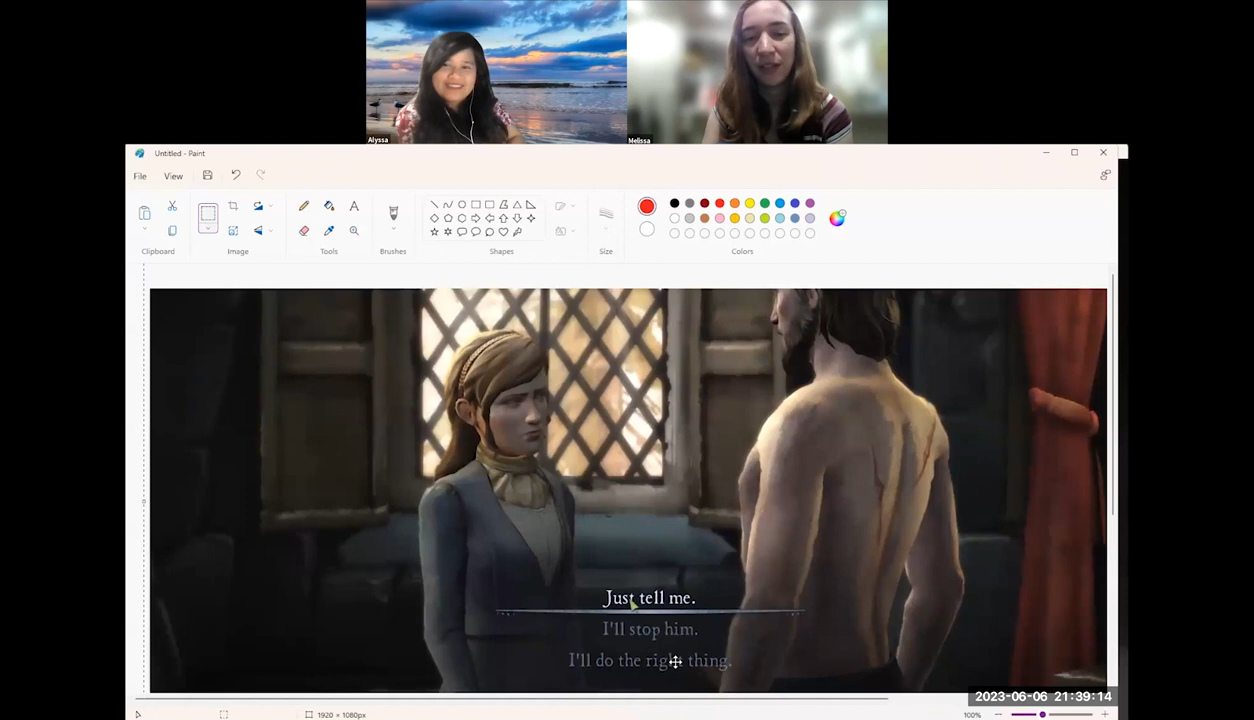 Alyssa
Melissa
Untitled - Paint
File View
Clipboard Image Tools Brushes Shapes Size Colors
Just tell me.
I'll stop him.
I'll do the right thing.
2023-06-06 21:39:14
1920 × 1080px 100%